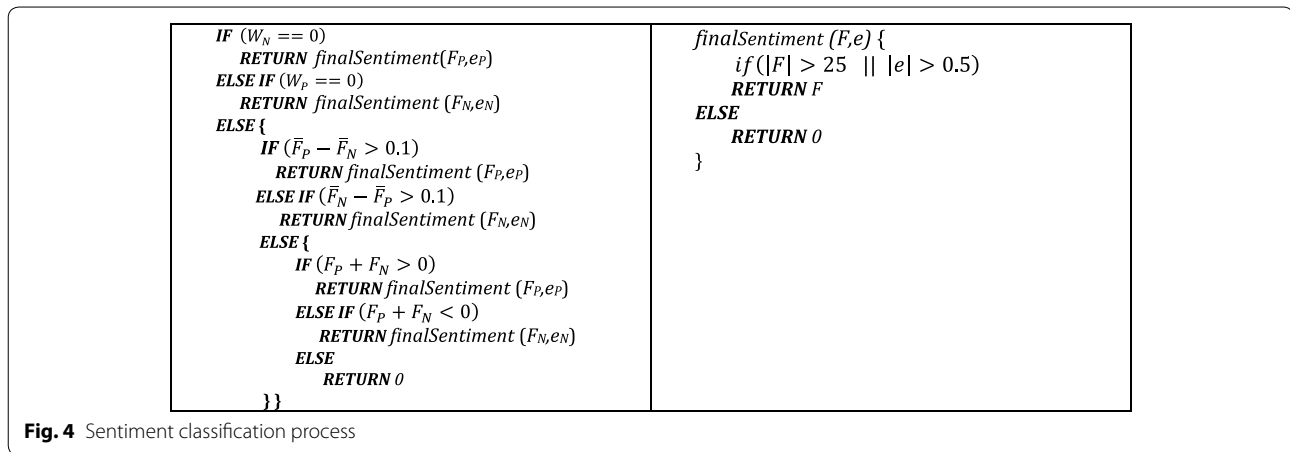 IF (W_N == 0)
RETURN finalSentiment(F_P,e_P)
ELSE IF (W_P == 0)
RETURN finalSentiment (F_N,e_N)
ELSE {
IF (F̅_P − F̅_N > 0.1)
RETURN finalSentiment (F_P,e_P)
ELSE IF (F̅_N − F̅_P > 0.1)
RETURN finalSentiment (F_N,e_N)
ELSE {
IF (F_P + F_N > 0)
RETURN finalSentiment (F_P,e_P)
ELSE IF (F_P + F_N < 0)
RETURN finalSentiment (F_N,e_N)
ELSE
RETURN 0
} }
finalSentiment (F,e) {
if(|F| > 25 || |e| > 0.5)
RETURN F
ELSE
RETURN 0
}
Fig. 4 Sentiment classification process